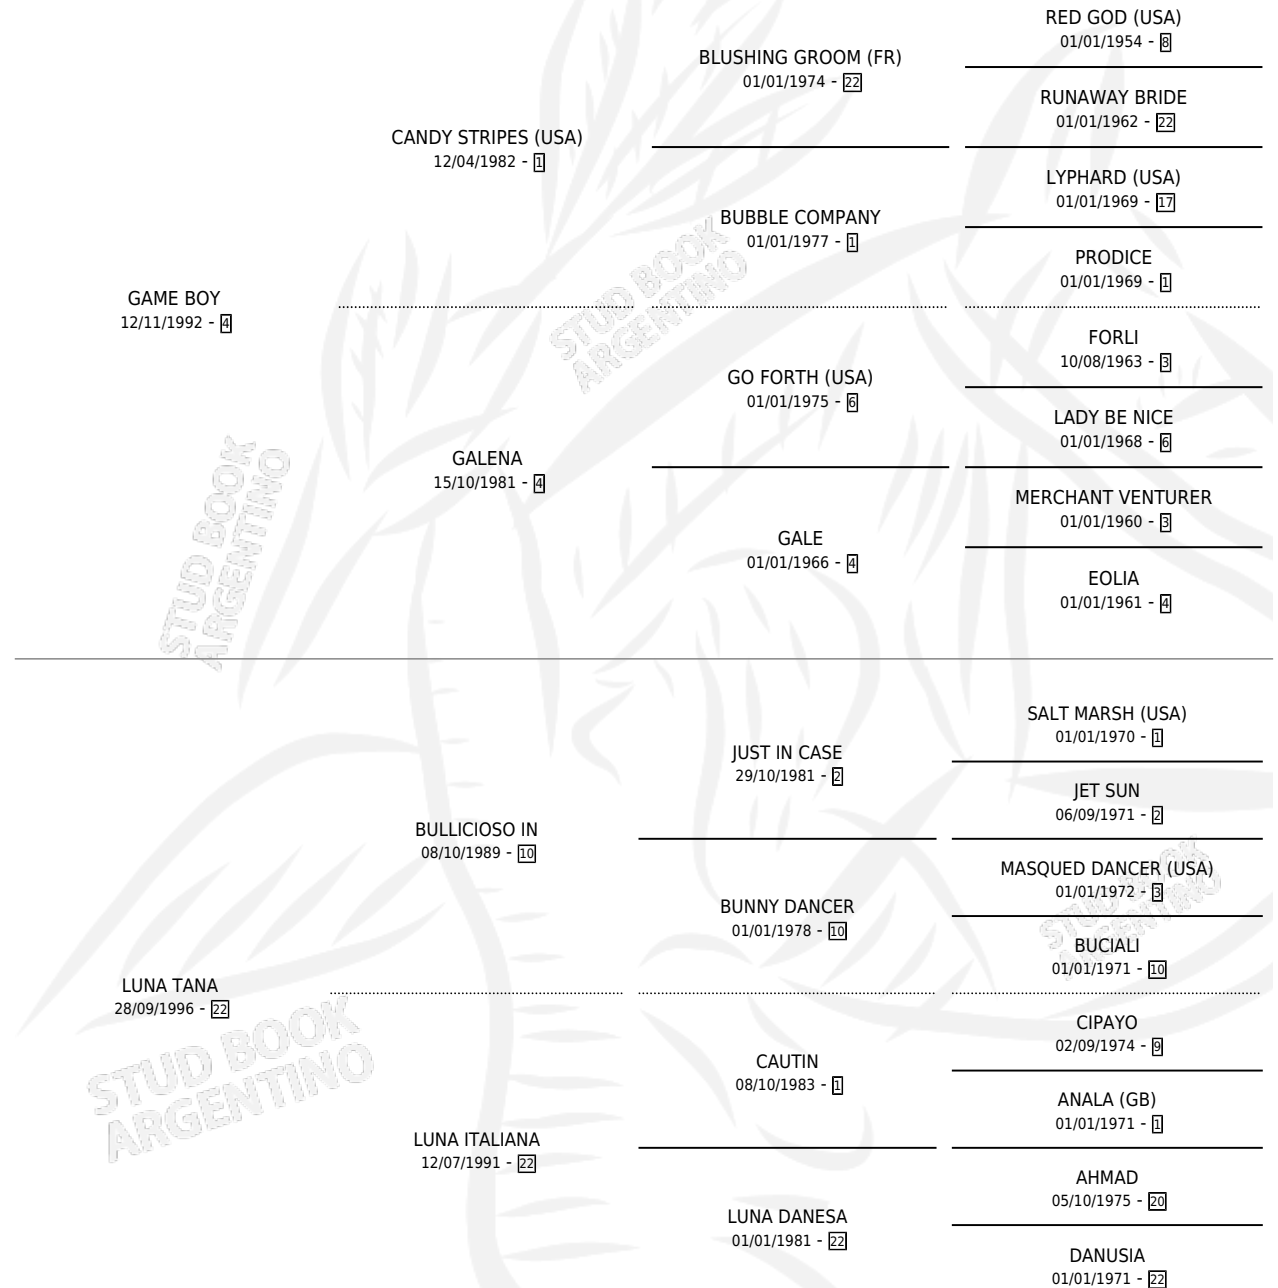 RED GOD (USA)
01/01/1954 - 8
BLUSHING GROOM (FR)
01/01/1974 - 22
RUNAWAY BRIDE
01/01/1962 - 22
CANDY STRIPES (USA)
12/04/1982 - 1
LYPHARD (USA)
01/01/1969 - 17
BUBBLE COMPANY
01/01/1977 - 1
PRODICE
01/01/1969 - 1
GAME BOY
12/11/1992 - 4
STUD BOOK
ARGENTINO
FORLI
10/08/1963 - 3
GO FORTH (USA)
01/01/1975 - 6
LADY BE NICE
01/01/1968 - 6
GALENA
15/10/1981 - 4
MERCHANT VENTURER
01/01/1960 - 3
GALE
01/01/1966 - 4
EOLIA
01/01/1961 - 4
STUD BOOK
ARGENTINO
SALT MARSH (USA)
01/01/1970 - 1
JUST IN CASE
29/10/1981 - 2
JET SUN
06/09/1971 - 2
BULLICIOSO IN
08/10/1989 - 10
MASQUED DANCER (USA)
01/01/1972 - 3
BUNNY DANCER
01/01/1978 - 10
STUD BOOK
ARGENTINO
BUCIALI
01/01/1971 - 10
LUNA TANA
28/09/1996 - 22
STUD BOOK
ARGENTINO
CIPAYO
02/09/1974 - 9
CAUTIN
08/10/1983 - 1
ANALA (GB)
01/01/1971 - 1
LUNA ITALIANA
12/07/1991 - 22
AHMAD
05/10/1975 - 20
LUNA DANESA
01/01/1981 - 22
DANUSIA
01/01/1971 - 22